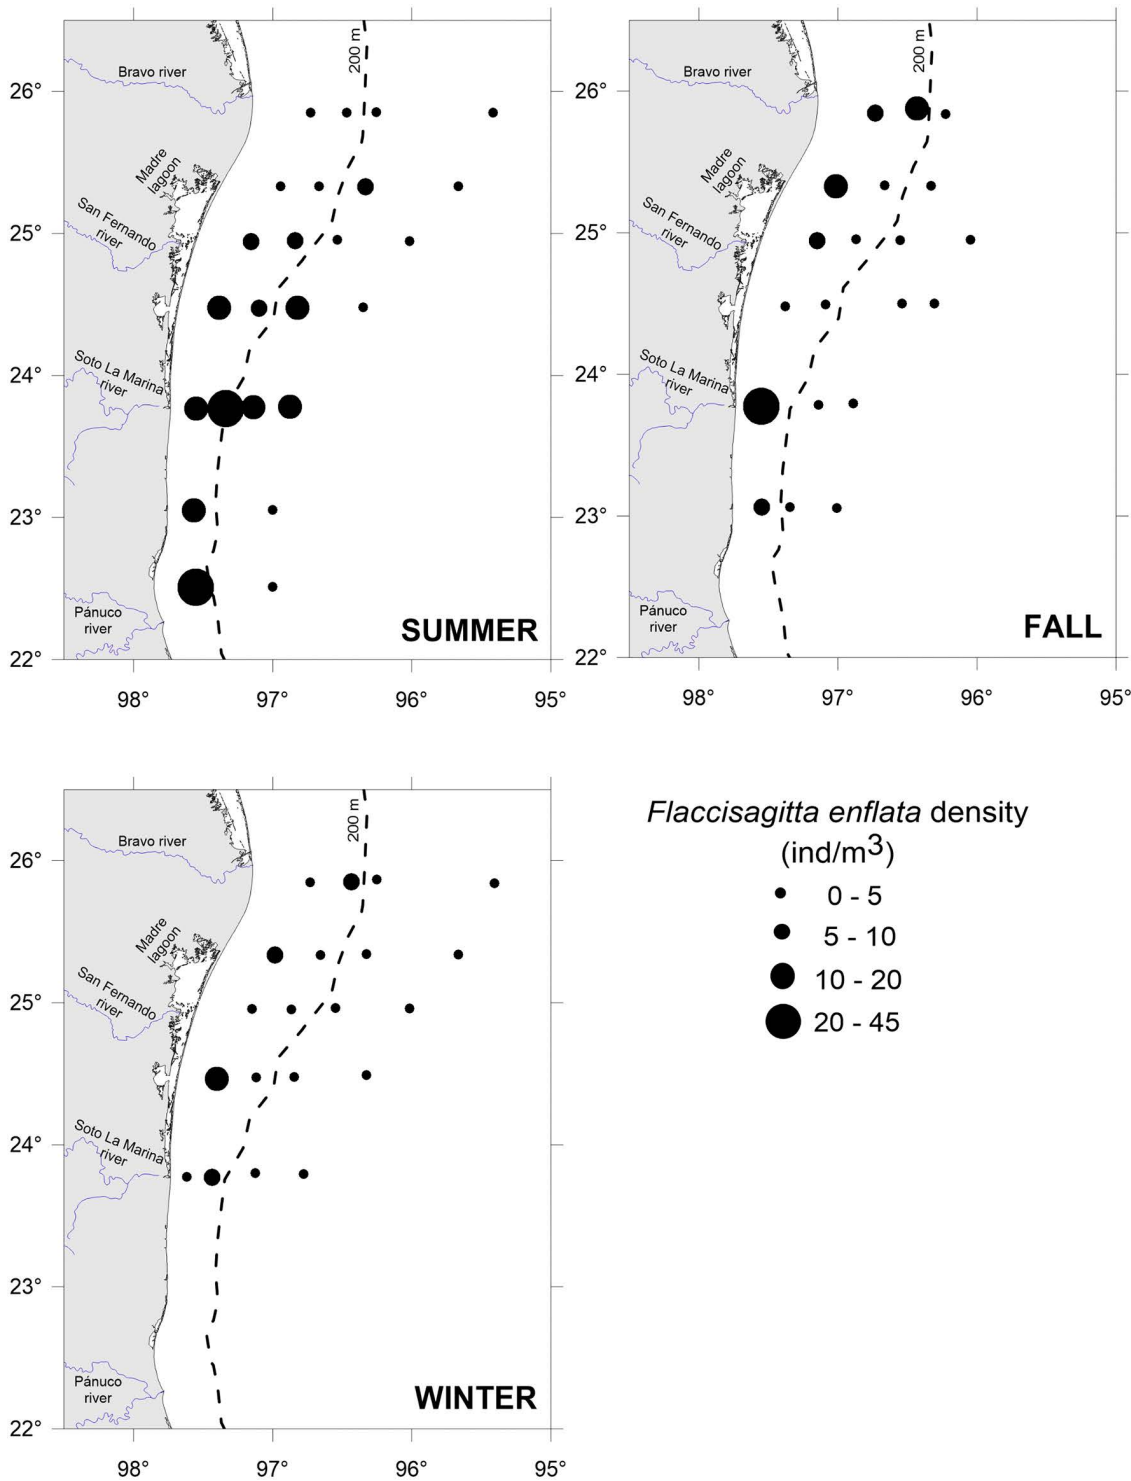 200 m
Bravo river
26°
Madre
lagoon
San Fernando
river
25°
24°
Soto La Marina
river
23°
Pánuco
river
SUMMER
22°
98°
97°
96°
95°
200 m
Bravo river
26°
Madre
lagoon
San Fernando
river
25°
24°
Soto La Marina
river
23°
Pánuco
river
FALL
22°
98°
97°
96°
95°
200 m
Bravo river
26°
Madre
lagoon
San Fernando
river
25°
24°
Soto La Marina
river
23°
Pánuco
river
WINTER
22°
98°
97°
96°
95°
Flaccisagitta enflata density
(ind/m³)
0 - 5
5 - 10
10 - 20
20 - 45